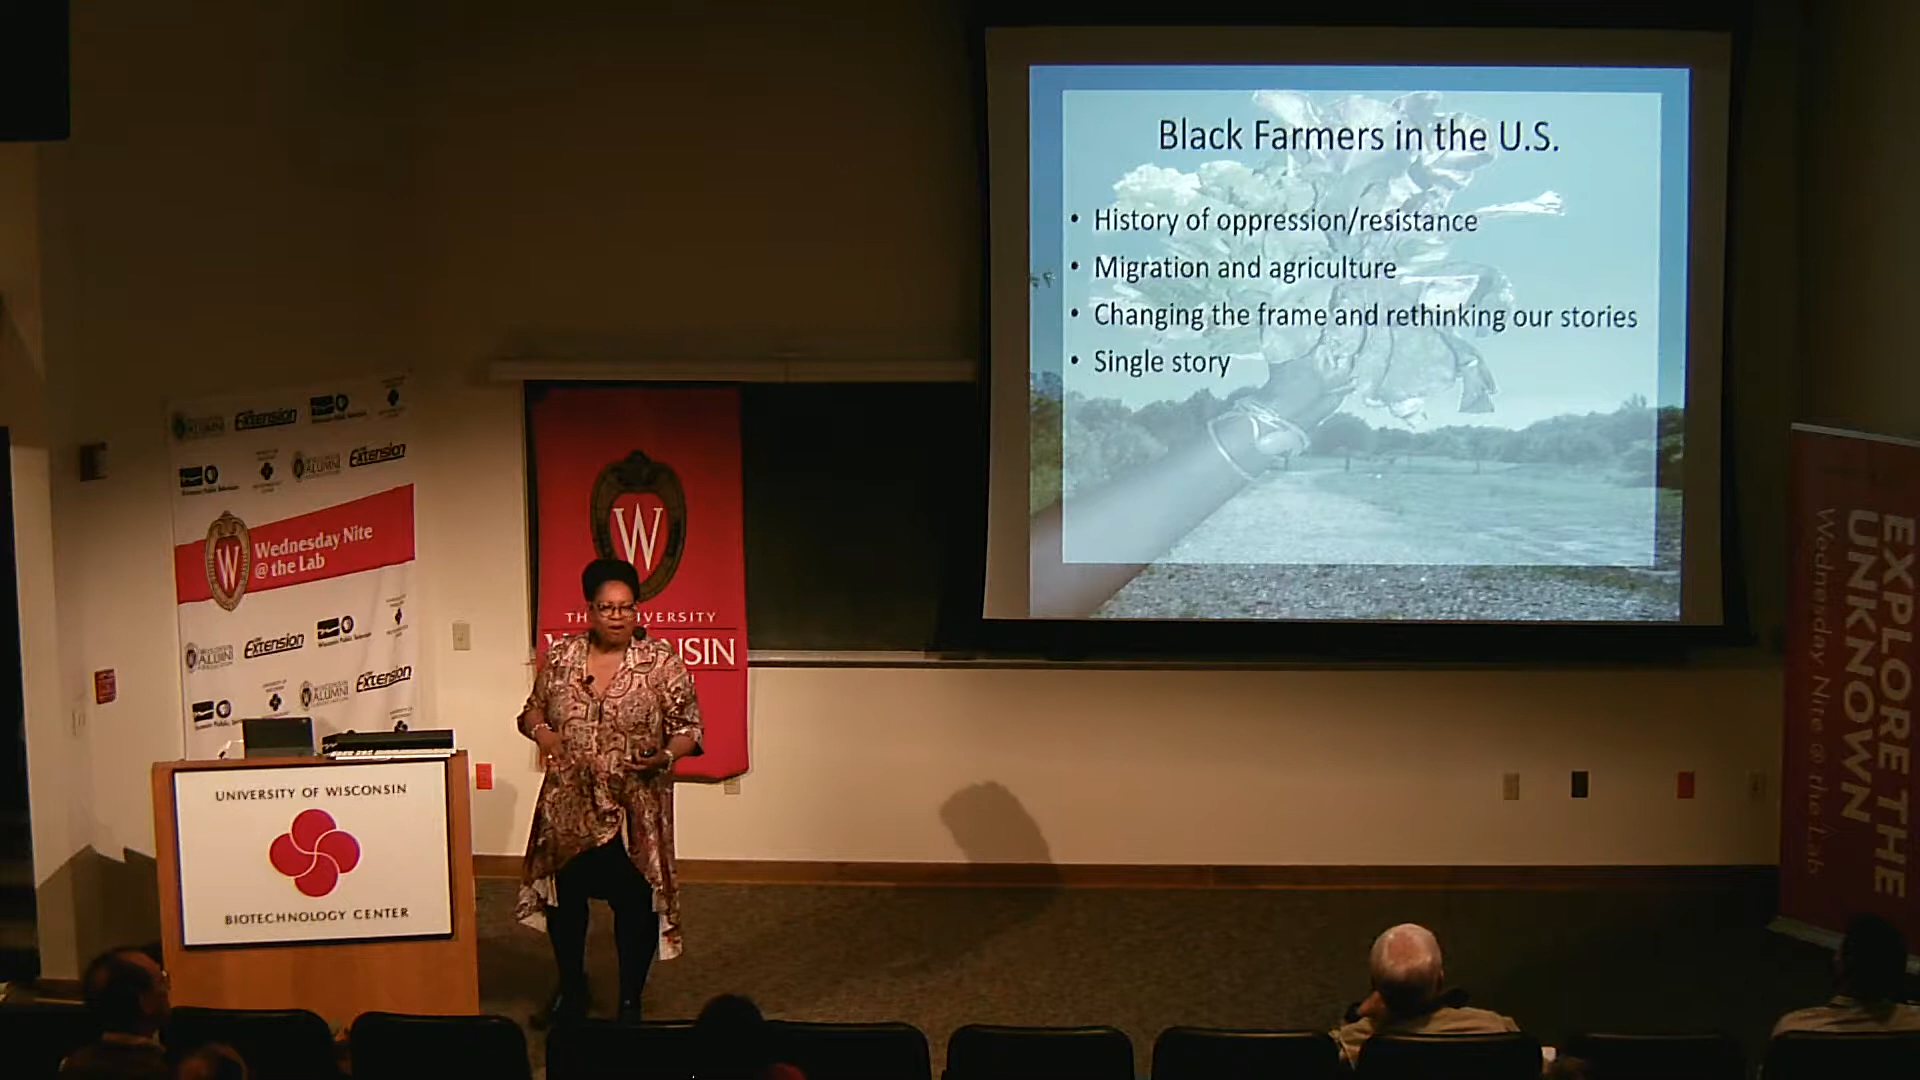 Black Farmers in the U.S.
• History of oppression/resistance
• Migration and agriculture
• Changing the frame and rethinking our stories
• Single story
Extension
Extension
Wednesday Nite
@ the Lab
Extension
Extension
W
W
THE UNIVERSITY
SIN
UNIVERSITY OF WISCONSIN
BIOTECHNOLOGY CENTER
EXPLORE THE
UNKNOWN
Wednesday Nite @ the Lab